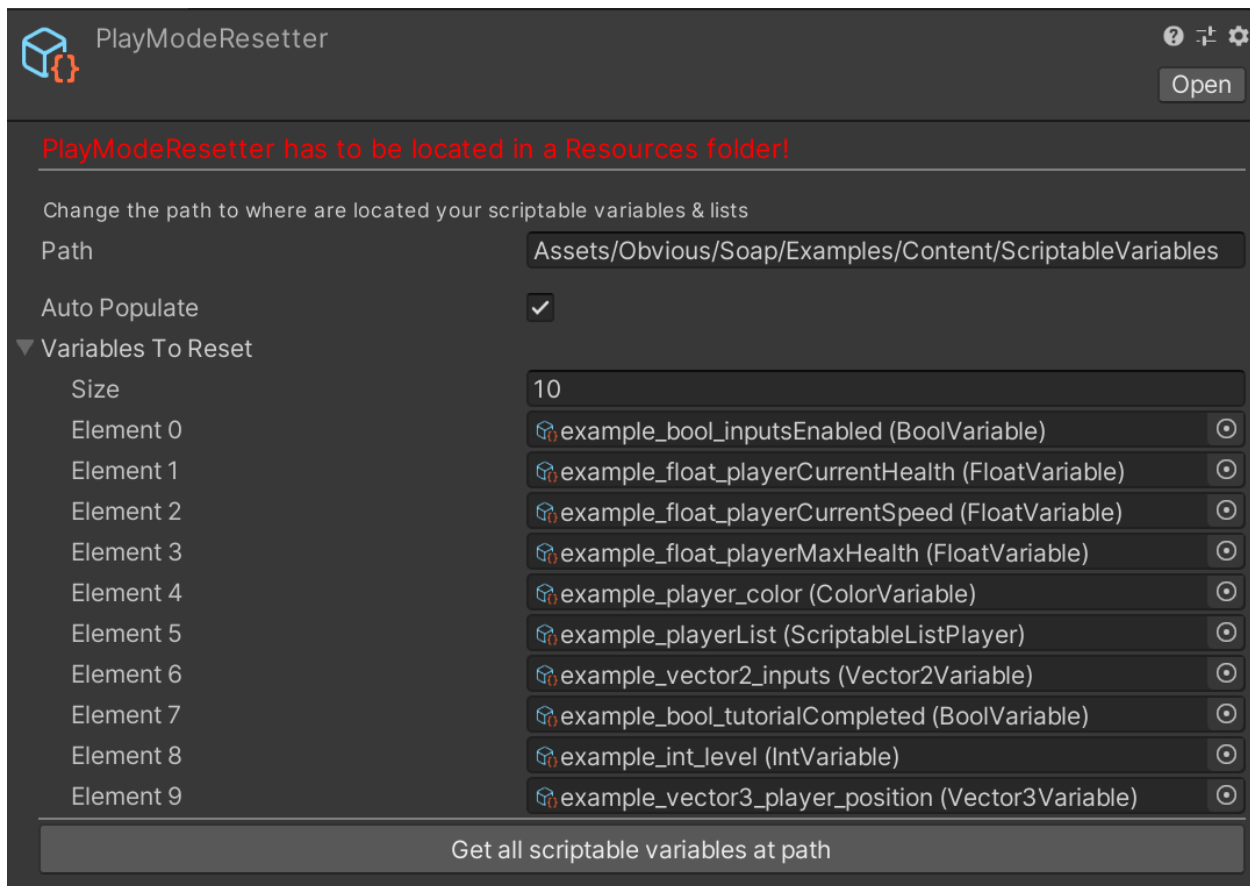 PlayModeResetter
Open
PlayModeResetter has to be located in a Resources folder!
Change the path to where are located your scriptable variables & lists
Path Assets/Obvious/Soap/Examples/Content/ScriptableVariables
Auto Populate
Variables To Reset
Size 10
Element 0 example_bool_inputsEnabled (BoolVariable)
Element 1 example_float_playerCurrentHealth (FloatVariable)
Element 2 example_float_playerCurrentSpeed (FloatVariable)
Element 3 example_float_playerMaxHealth (FloatVariable)
Element 4 example_player_color (ColorVariable)
Element 5 example_playerList (ScriptableListPlayer)
Element 6 example_vector2_inputs (Vector2Variable)
Element 7 example_bool_tutorialCompleted (BoolVariable)
Element 8 example_int_level (IntVariable)
Element 9 example_vector3_player_position (Vector3Variable)
Get all scriptable variables at path